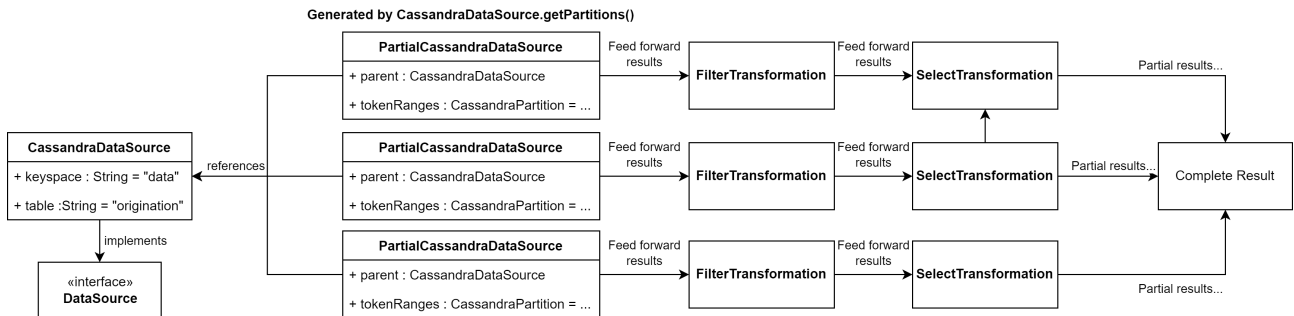 Generated by CassandraDataSource.getPartitions()
PartialCassandraDataSource
+ parent : CassandraDataSource
+ tokenRanges : CassandraPartition = ...
Feed forward
results
FilterTransformation
Feed forward
results
SelectTransformation
Partial results...
CassandraDataSource
+ keyspace : String = "data"
+ table :String = "origination"
references
PartialCassandraDataSource
+ parent : CassandraDataSource
+ tokenRanges : CassandraPartition = ...
Feed forward
results
FilterTransformation
Feed forward
results
SelectTransformation
Partial results...
Complete Result
implements
«interface»
DataSource
PartialCassandraDataSource
+ parent : CassandraDataSource
+ tokenRanges : CassandraPartition = ...
Feed forward
results
FilterTransformation
Feed forward
results
SelectTransformation
Partial results...